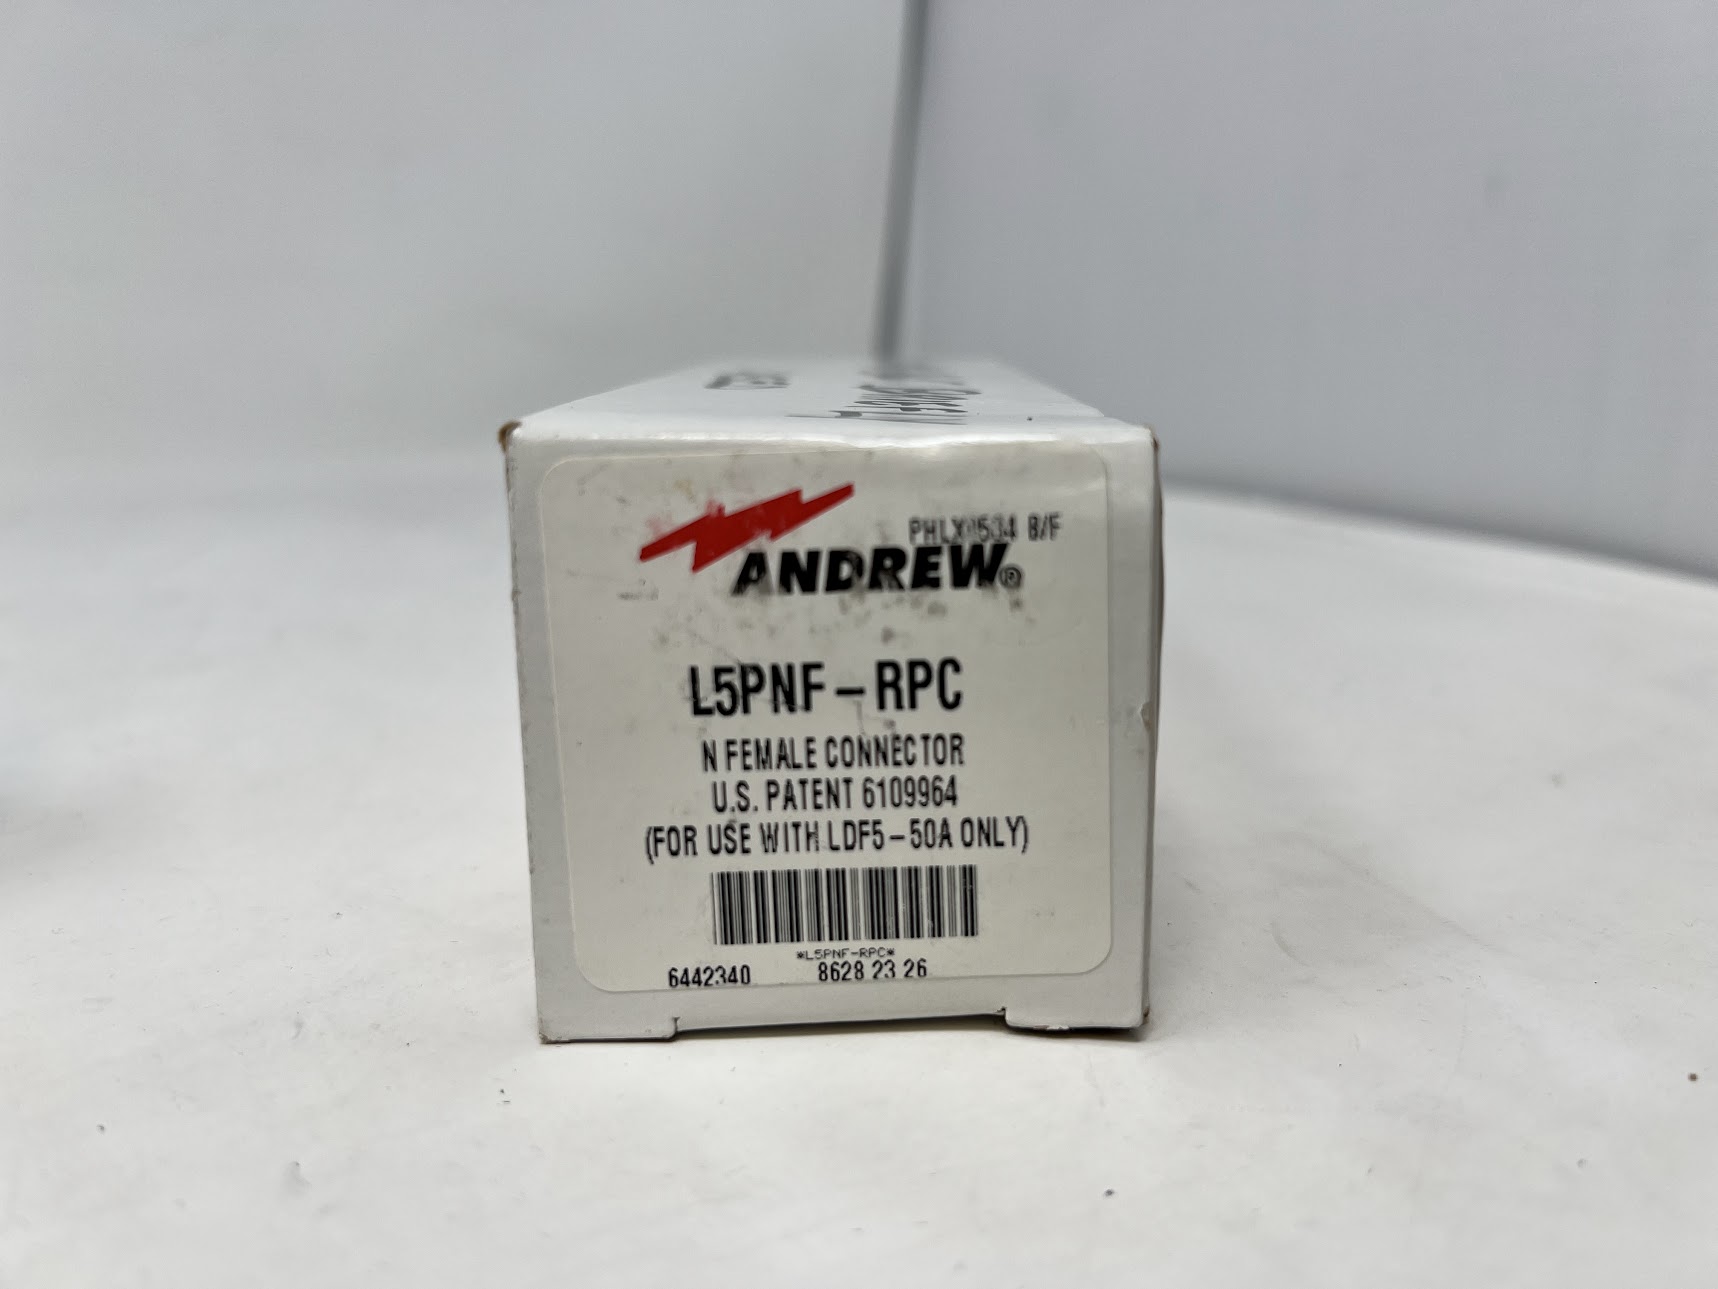 B/F
ANDREW®
L5PNF-RPC
N FEMALE CONNECTOR
U.S. PATENT 6109964
(FOR USE WITH LDF5-50A ONLY)
*L5PNF-RPC*
6442340 8628 23 26